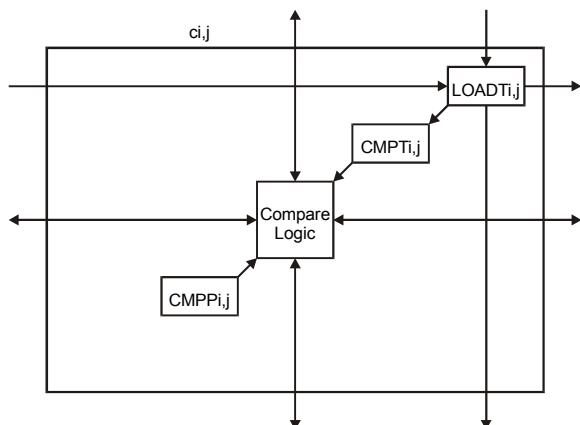 ci,j
LOADTi,j
CMPTi,j
Compare
Logic
CMPPi,j